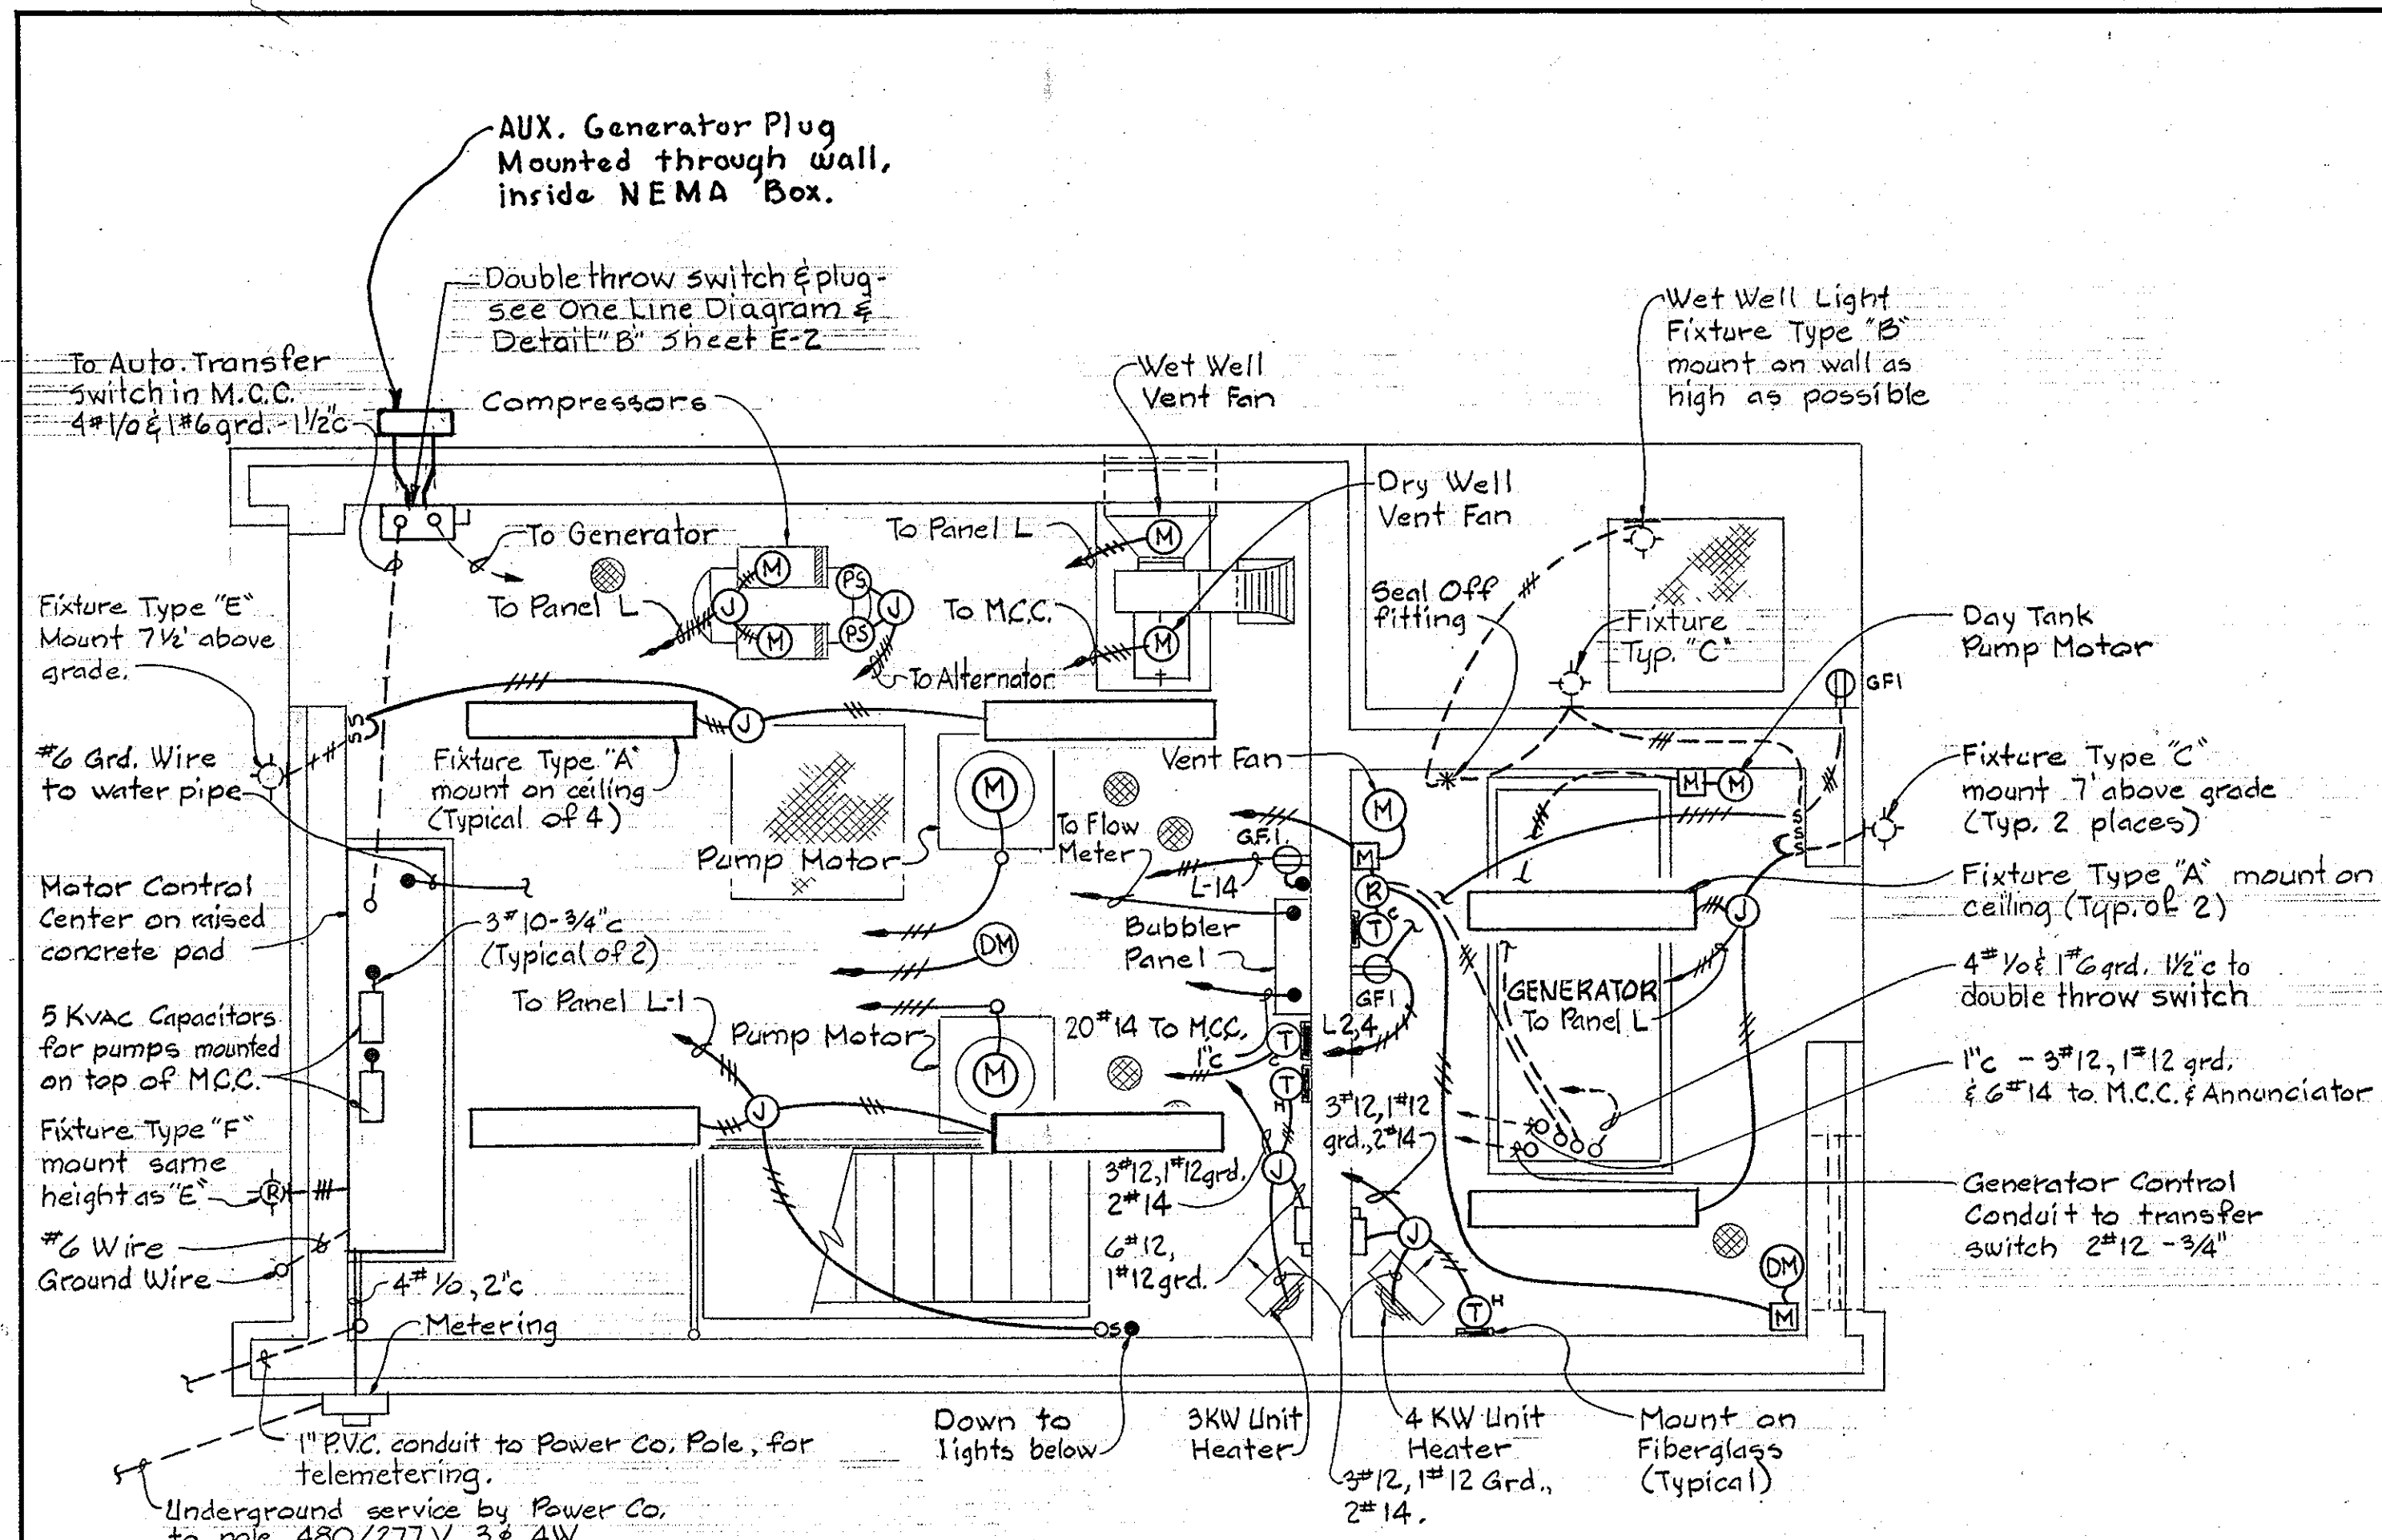 AUX. Generator Plug
Mounted through wall,
inside NEMA Box.
Double throw switch & plug-
see One Line Diagram &
Detail "B" Sheet E-2
To Auto. Transfer
Switch in M.C.C.
4#1/0 & 1#6 grd.-1½"c
Compressors
Wet Well
Vent Fan
Wet Well Light
Fixture Type "B"
mount on wall as
high as possible
Dry Well
Vent Fan
To Generator
To Panel L
M
M
PS
J
J
To Panel L
M
PS
To M.C.C.
M
M
To Alternator
Seal Off
fitting
Fixture
Typ. "C"
Day Tank
Pump Motor
GFI
Fixture Type "E"
Mount 7½' above
grade.
S
S
J
#6 Grd. Wire
to water pipe
Fixture Type "A"
mount on ceiling
(Typical of 4)
Pump Motor
M
Vent Fan
M
To Flow
Meter
G.F.I.
L-14
M
R
T
C
GFI
L 2,4
M
M
S
S
S
S
Fixture Type "C"
mount 7' above grade
(Typ. 2 places)
Fixture Type "A" mount on
ceiling (Typ. of 2)
J
GENERATOR
To Panel L
4#1/0 & 1#6 grd. 1½"c to
double throw switch
1"c - 3#12, 1#12 grd.
& 6#14 to M.C.C. & Annunciator
Generator Control
Conduit to transfer
switch 2#12 -3/4"
Motor Control
Center on raised
concrete pad
3#10-3/4"c
(Typical of 2)
DM
Bubbler
Panel
To Panel L-1
Pump Motor
M
20#14 To M.C.C.
1"c
T
C
T
H
5 KVAC Capacitors
for pumps mounted
on top of M.C.C.
J
Fixture Type "F"
mount same
height as "E"
R
#6 Wire
Ground Wire
4#1/0, 2"c
Metering
S
3#12, 1#12 grd.
2#14
J
6#12,
1#12 grd.
3#12, 1#12
grd., 2#14
J
T
H
DM
M
1" P.V.C. conduit to Power Co. Pole, for
telemetering.
Underground service by Power Co.
to pole 480/277V, 3ø 4W
Down to
lights below
3KW Unit
Heater
4 KW Unit
Heater
3#12, 1#12 Grd.,
2#14.
Mount on
Fiberglass
(Typical)